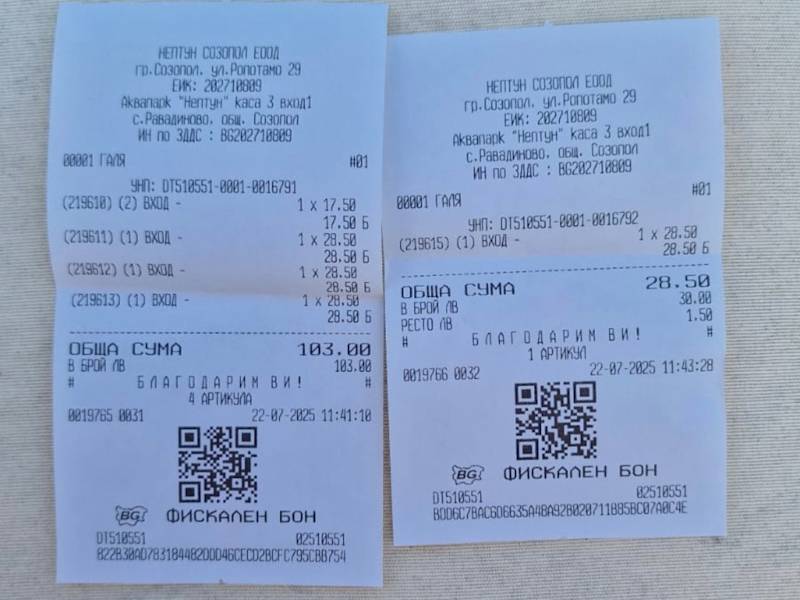 НЕПТУН СОЗОПОЛ ЕООД
гр.Созопол, ул.Ропотамо 29
ЕИК: 202710809
Аквапарк "Нептун" каса 3 вход1
с.Равадиново, общ. Созопол
ИН по ЗДДС : BG202710809
00001 ГАЛЯ #01
УНП: DT510551-0001-0016791
(219610) (2) ВХОД - 1 x 17.50
17.50 Б
(219611) (1) ВХОД - 1 x 28.50
28.50 Б
(219612) (1) ВХОД - 1 x 28.50
28.50 Б
(219613) (1) ВХОД - 1 x 28.50
28.50 Б
ОБЩА СУМА 103.00
В БРОЙ ЛВ 103.00
# БЛАГОДАРИМ ВИ! #
4 АРТИКУЛА
0019765 0031 22-07-2025 11:41:10
BG ФИСКАЛЕН БОН
DT510551 02510551
822B30AD783184482DDD46CECD2BCFC795CBB754
НЕПТУН СОЗОПОЛ ЕООД
гр.Созопол, ул.Ропотамо 29
ЕИК: 202710809
Аквапарк "Нептун" каса 3 вход1
с.Равадиново, общ. Созопол
ИН по ЗДДС : BG202710809
00001 ГАЛЯ #01
УНП: DT510551-0001-0016792
(219615) (1) ВХОД - 1 x 28.50
28.50 Б
ОБЩА СУМА 28.50
В БРОЙ ЛВ 30.00
РЕСТО ЛВ 1.50
# БЛАГОДАРИМ ВИ! #
1 АРТИКУЛ
0019766 0032 22-07-2025 11:43:28
BG ФИСКАЛЕН БОН
DT510551 02510551
BDD6C7BAC6D6635A48A92B020711B85BC07A0C4E